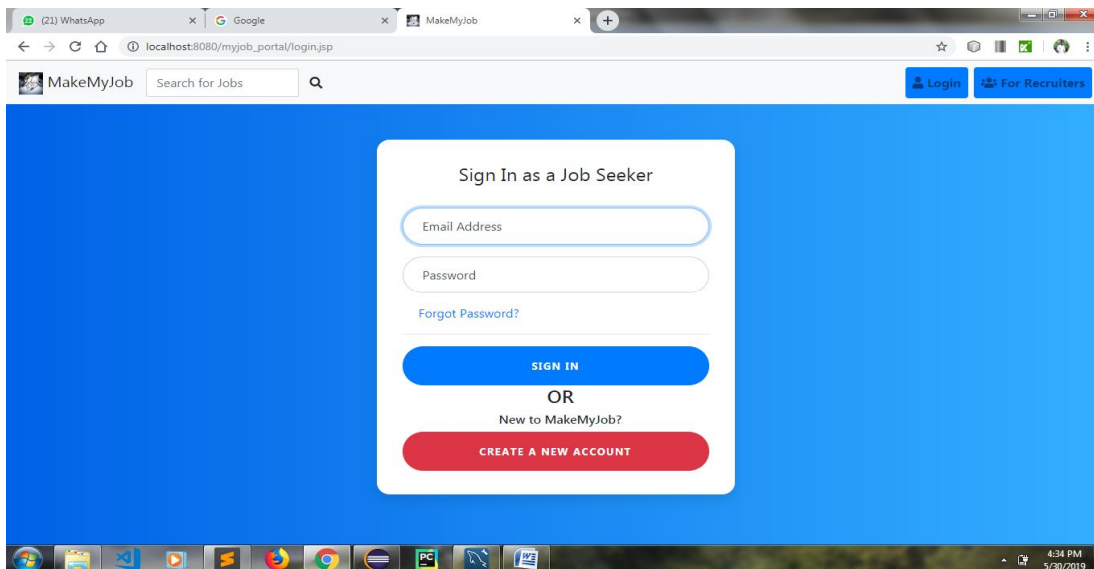 22 (21) WhatsApp G Google MakeMyJob
localhost:8080/myjob_portal/login.jsp
MakeMyJob Search for Jobs Login For Recruiters
Sign In as a Job Seeker
Email Address
Password
Forgot Password?
SIGN IN
OR
New to MakeMyJob?
CREATE A NEW ACCOUNT
PC W 4:34 PM
5/30/2019